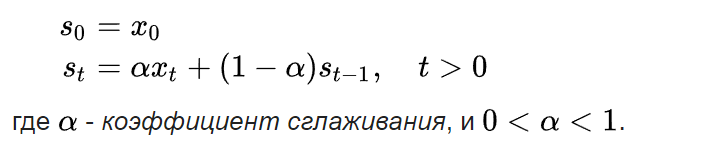 s₀ = x₀
sₜ = αxₜ + (1 − α)sₜ₋₁, t > 0
где α - коэффициент сглаживания, и 0 < α < 1.